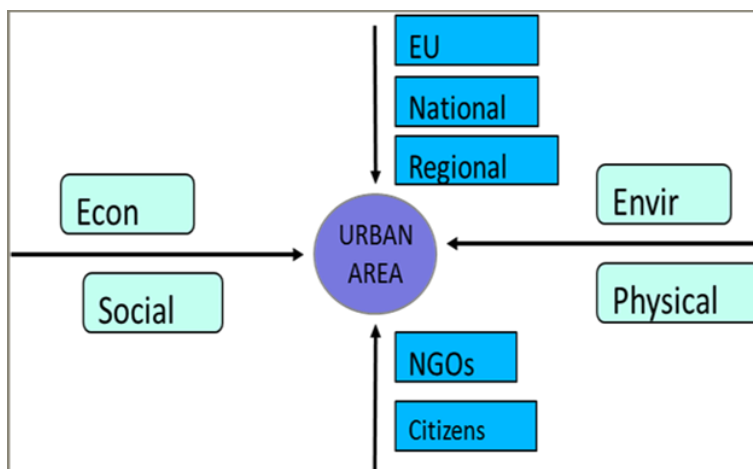 EU
National
Regional
Econ
Envir
URBAN
AREA
Social
Physical
NGOs
Citizens